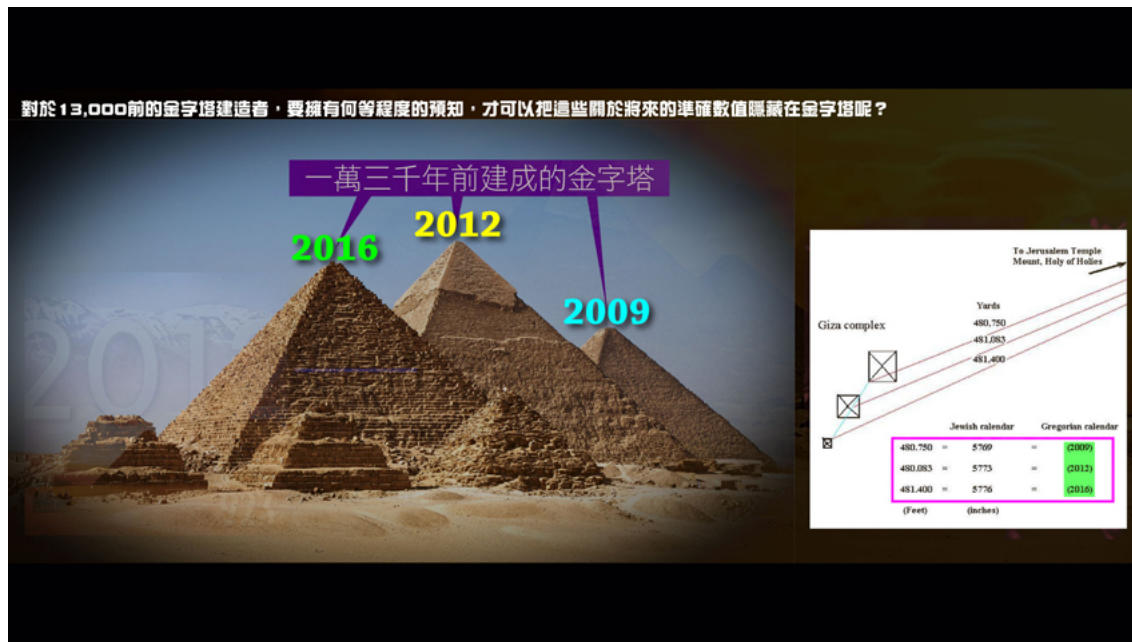 對於13,000前的金字塔建造者，要擁有何等程度的預知，才可以把這些關於將來的準確數值隱藏在金字塔呢？
一萬三千年前建成的金字塔
2016
2012
2009
201
To Jerusalem Temple
Mount, Holy of Holies
Yards
Giza complex
480.750
481.083
481.400
Jewish calendar Gregorian calendar
480.750 = 5769 = (2009)
480.083 = 5773 = (2012)
481.400 = 5776 = (2016)
(Feet) (inches)